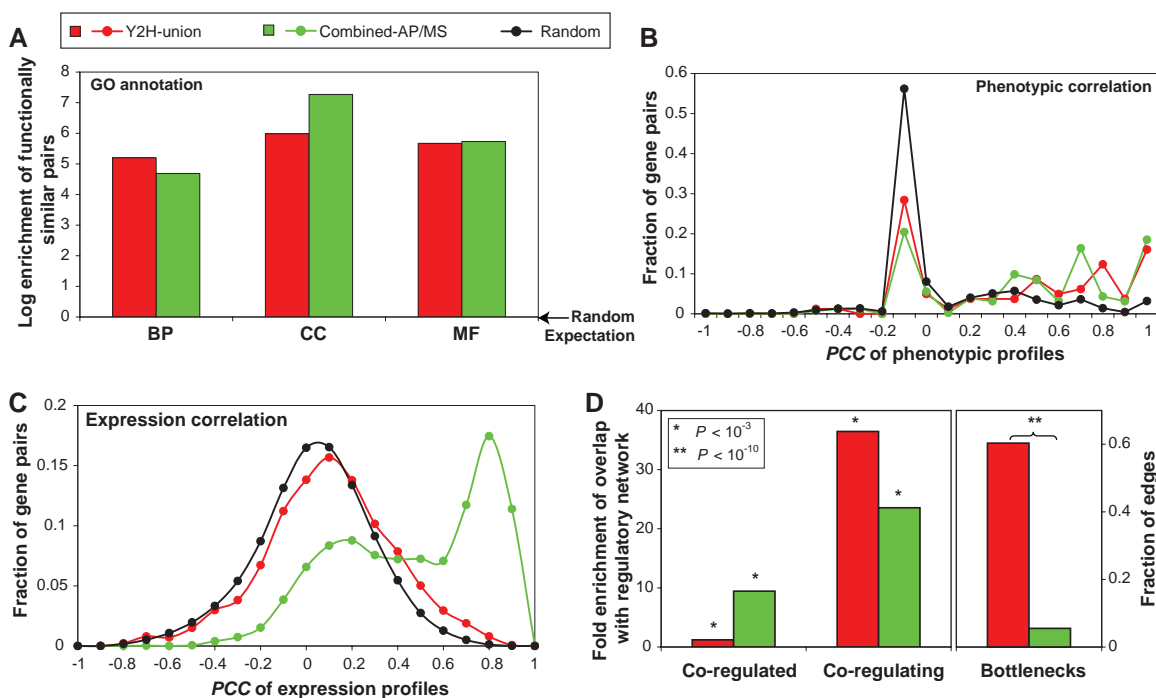 Y2H-union Combined-AP/MS Random
A
GO annotation
Log enrichment of functionally
similar pairs
8
7
6
5
4
3
2
1
0
BP CC MF
Random
Expectation
B
Phenotypic correlation
Fraction of gene pairs
0.6
0.5
0.4
0.3
0.2
0.1
0
-1 -0.8 -0.6 -0.4 -0.2 0 0.2 0.4 0.6 0.8 1
PCC of phenotypic profiles
C
Expression correlation
Fraction of gene pairs
0.2
0.15
0.1
0.05
0
-1 -0.8 -0.6 -0.4 -0.2 0 0.2 0.4 0.6 0.8 1
PCC of expression profiles
D
Fold enrichment of overlap
with regulatory network
40
30
20
10
0
* P < 10-3
** P < 10-10
*
*
*
*
**
Co-regulated Co-regulating Bottlenecks
0.6
0.4
0.2
0
Fraction of edges